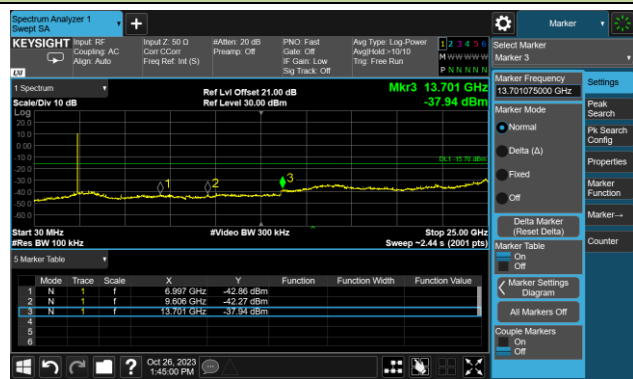 Spectrum Analyzer 1
Swept SA
+
Marker
KEYSIGHT
Input: RF
Coupling: AC
Align: Auto
Input Z: 50 Ω
Corr CCorr
Freq Ref: Int (S)
#Atten: 20 dB
Preamp: Off
PNO: Fast
Gate: Off
IF Gain: Low
Sig Track: Off
Avg Type: Log-Power
Avg|Hold:>10/10
Trig: Free Run
1 2 3 4 5 6
M W W W W W
P N N N N N
LXI
Select Marker
Marker 3
1 Spectrum
Scale/Div 10 dB
Ref Lvl Offset 21.00 dB
Ref Level 30.00 dBm
Mkr3 13.701 GHz
-37.94 dBm
Log
20.0
10.0
0.00
-10.0
-20.0
-30.0
-40.0
-50.0
-60.0
DL1 -15.70 dBm
1
2
3
Start 30 MHz
#Res BW 100 kHz
#Video BW 300 kHz
Stop 25.00 GHz
Sweep ~2.44 s (2001 pts)
5 Marker Table
Mode Trace Scale X Y Function Function Width Function Value
1 N 1 f 6.997 GHz -42.86 dBm
2 N 1 f 9.606 GHz -42.27 dBm
3 N 1 f 13.701 GHz -37.94 dBm
4
5
6
Marker Frequency
13.701075000 GHz
Marker Mode
Normal
Delta (Δ)
Fixed
Off
Delta Marker
(Reset Delta)
Marker Table
On
Off
Marker Settings
Diagram
All Markers Off
Couple Markers
On
Off
Settings
Peak
Search
Pk Search
Config
Properties
Marker
Function
Marker→
Counter
?
Oct 26, 2023
1:45:00 PM